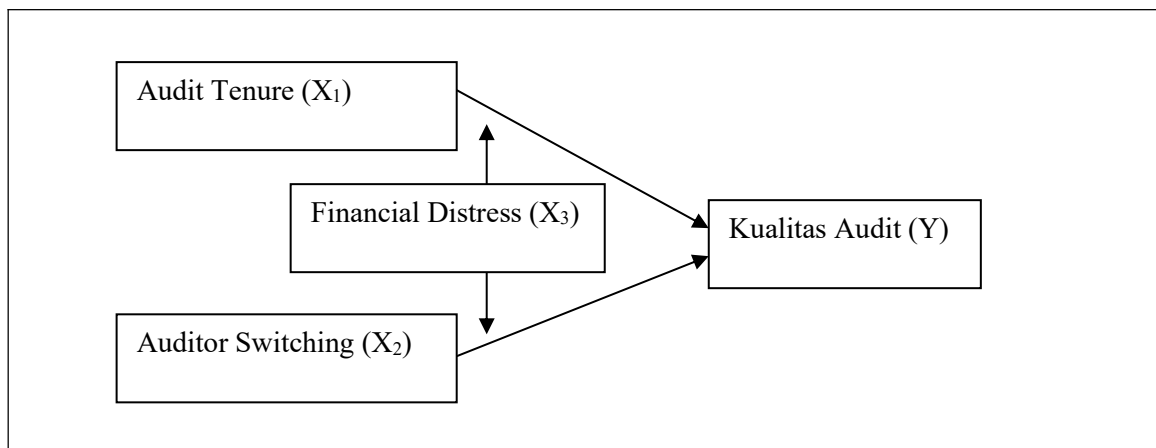 Audit Tenure (X₁)
Financial Distress (X₃)
Kualitas Audit (Y)
Auditor Switching (X₂)